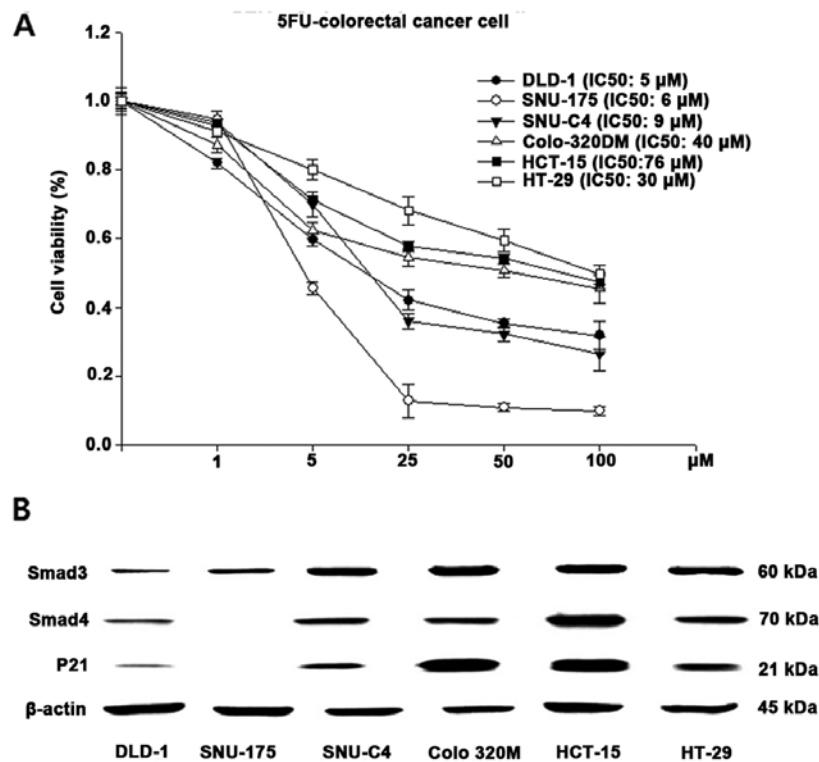 A
5FU-colorectal cancer cell
1.2
1.0
0.8
0.6
0.4
0.2
0.0
Cell viability (%)
DLD-1 (IC50: 5 µM)
SNU-175 (IC50: 6 µM)
SNU-C4 (IC50: 9 µM)
Colo-320DM (IC50: 40 µM)
HCT-15 (IC50:76 µM)
HT-29 (IC50: 30 µM)
1 5 25 50 100 µM
B
Smad3 60 kDa
Smad4 70 kDa
P21 21 kDa
β-actin 45 kDa
DLD-1 SNU-175 SNU-C4 Colo 320M HCT-15 HT-29